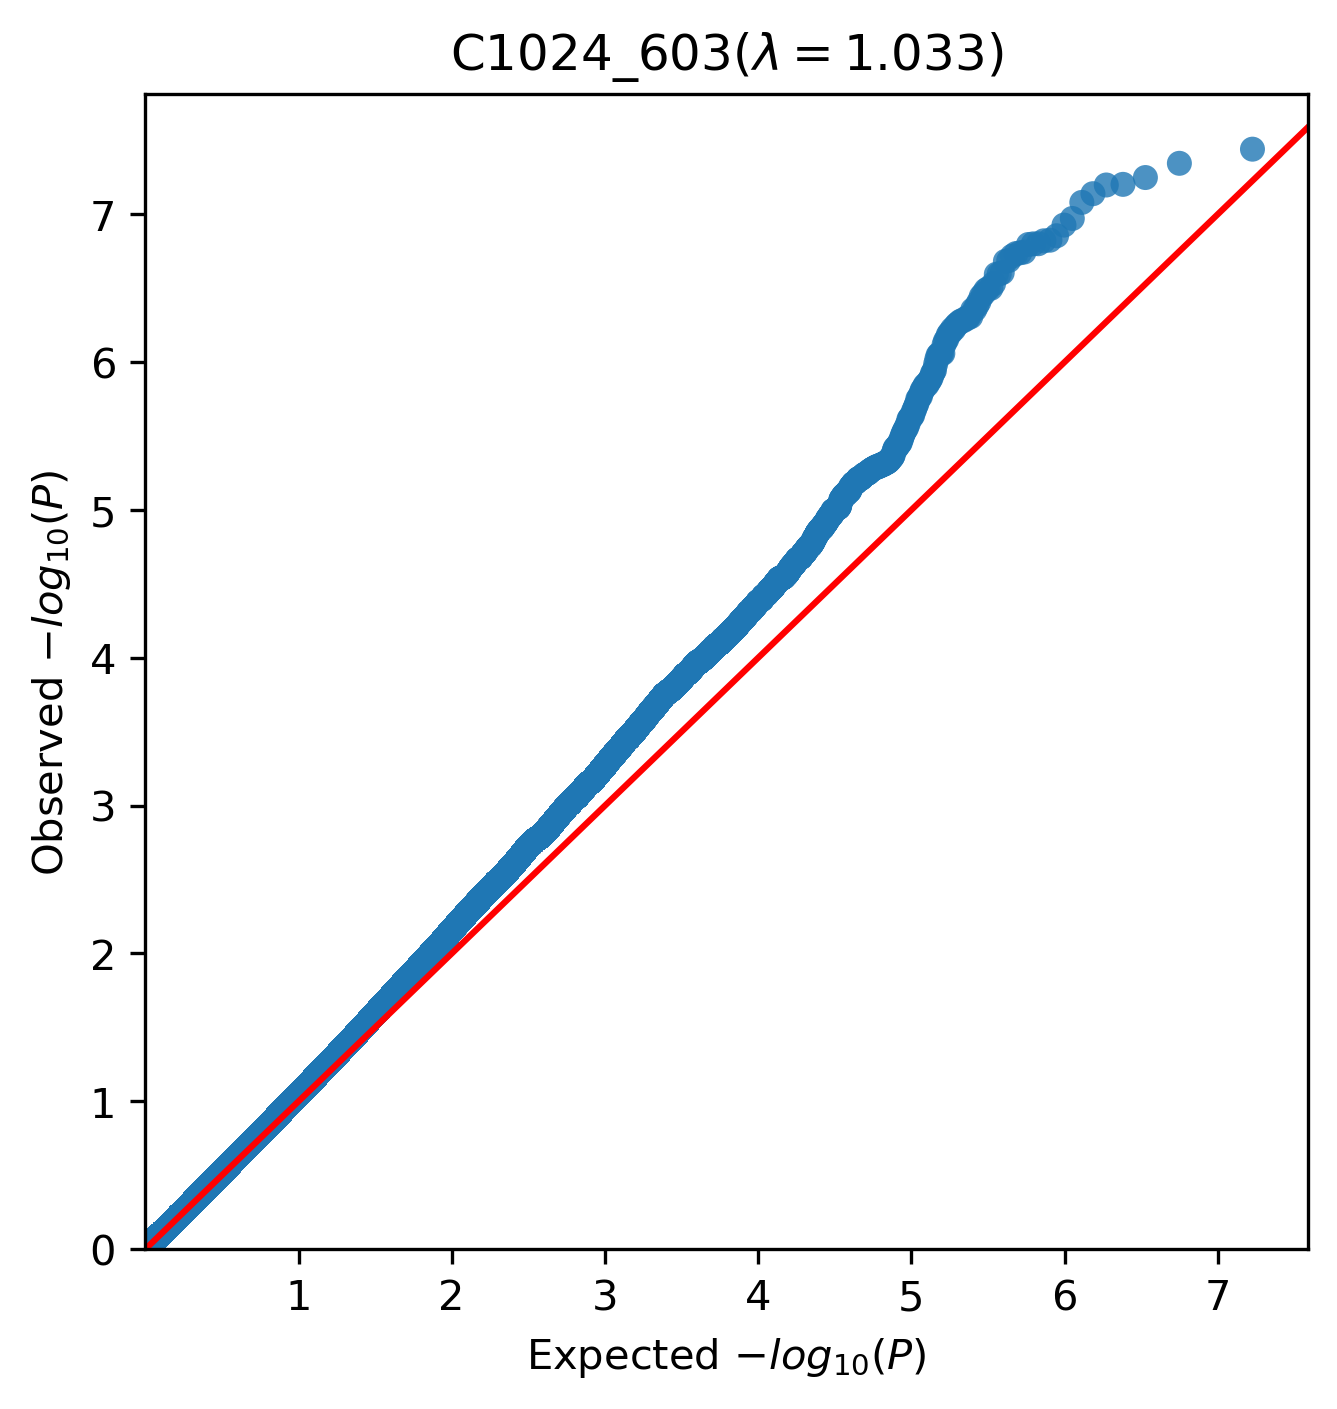 C1024_603(λ = 1.033)
Observed −log₁₀(P)
7
6
5
4
3
2
1
0
1 2 3 4 5 6 7
Expected −log₁₀(P)